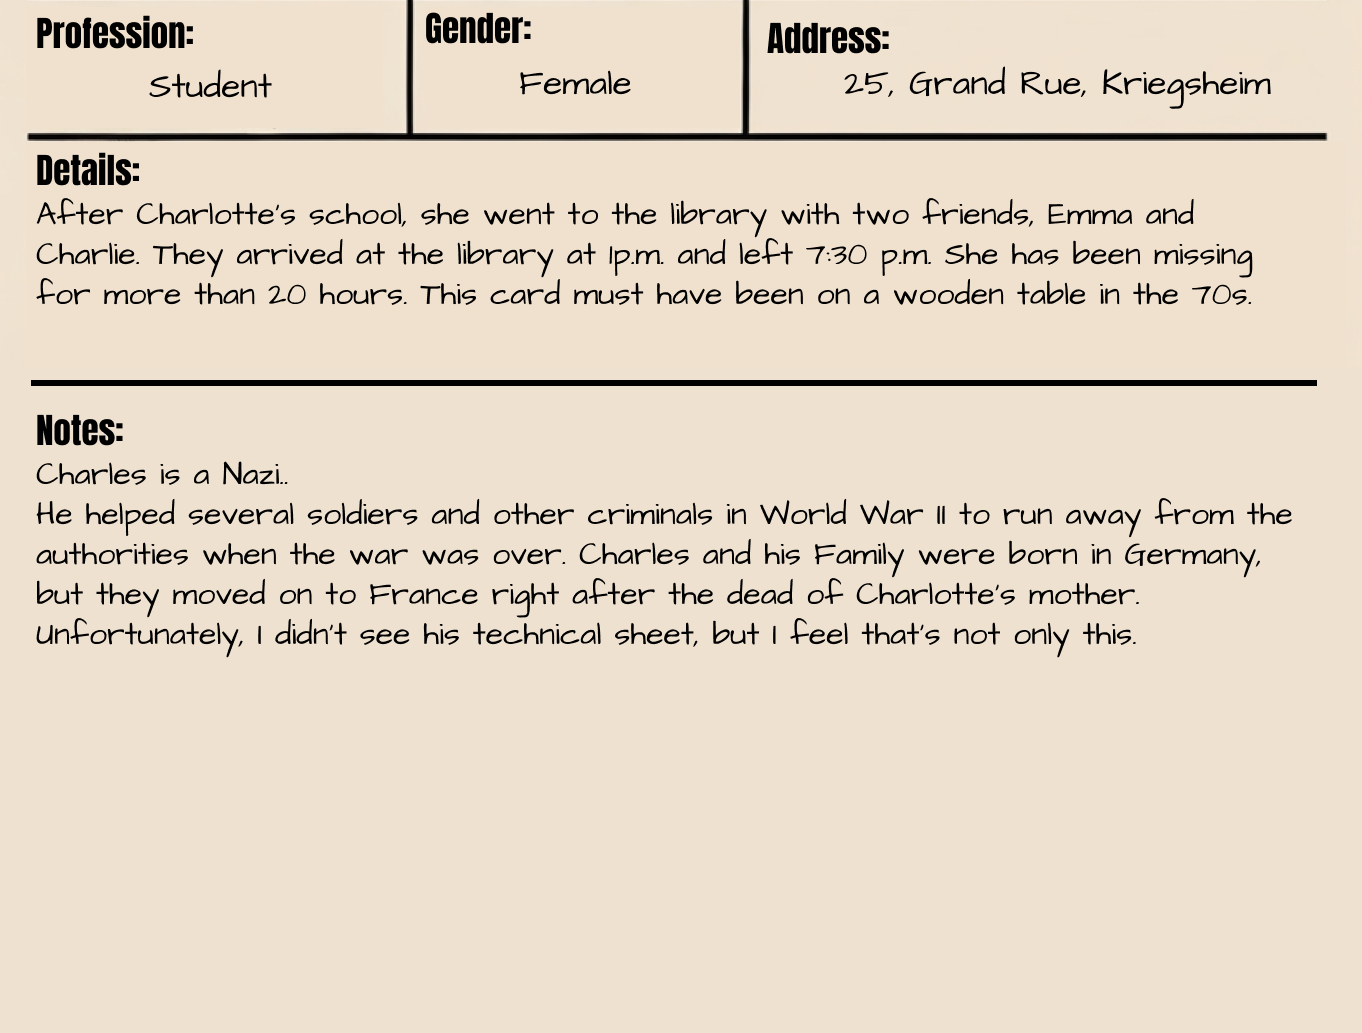 Profession:
Gender:
Address:
Student
Female
25, Grand Rue, Kriegsheim
Details:
After Charlotte's school, she went to the library with two friends, Emma and
Charlie. They arrived at the library at 1p.m. and left 7:30 p.m. She has been missing
for more than 20 hours. This card must have been on a wooden table in the 70s.
Notes:
Charles is a Nazi..
He helped several soldiers and other criminals in World War II to run away from the
authorities when the war was over. Charles and his Family were born in Germany,
but they moved on to France right after the dead of Charlotte's mother.
Unfortunately, I didn't see his technical sheet, but I feel that's not only this.